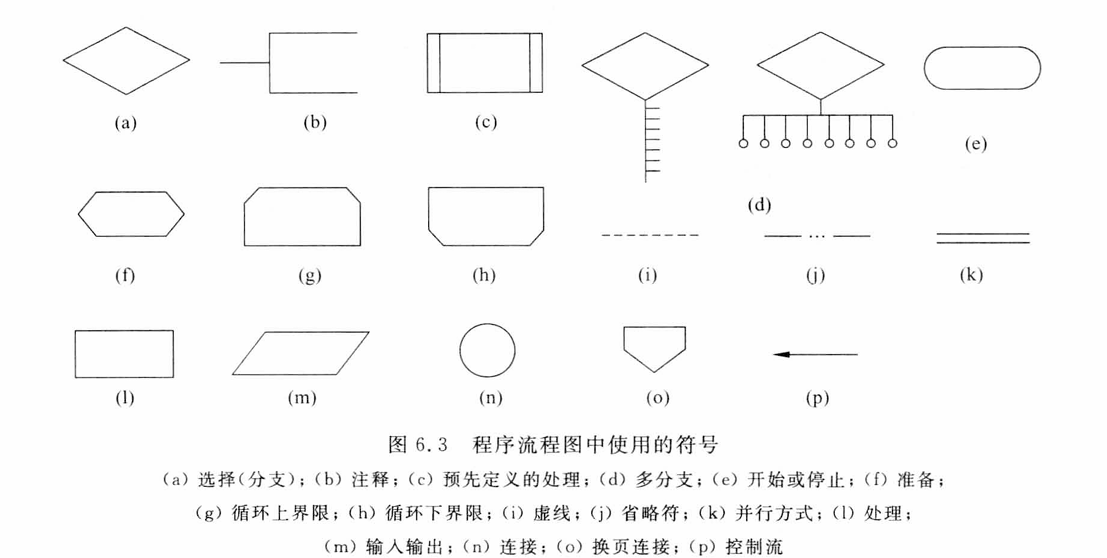 (a)
(b)
(c)
(d)
(e)
(f)
(g)
(h)
(i)
(j)
(k)
(l)
(m)
(n)
(o)
(p)
图 6.3 程序流程图中使用的符号
(a) 选择(分支)；(b) 注释；(c) 预先定义的处理；(d) 多分支；(e) 开始或停止；(f) 准备；
(g) 循环上界限；(h) 循环下界限；(i) 虚线；(j) 省略符；(k) 并行方式；(l) 处理；
(m) 输入输出；(n) 连接；(o) 换页连接；(p) 控制流